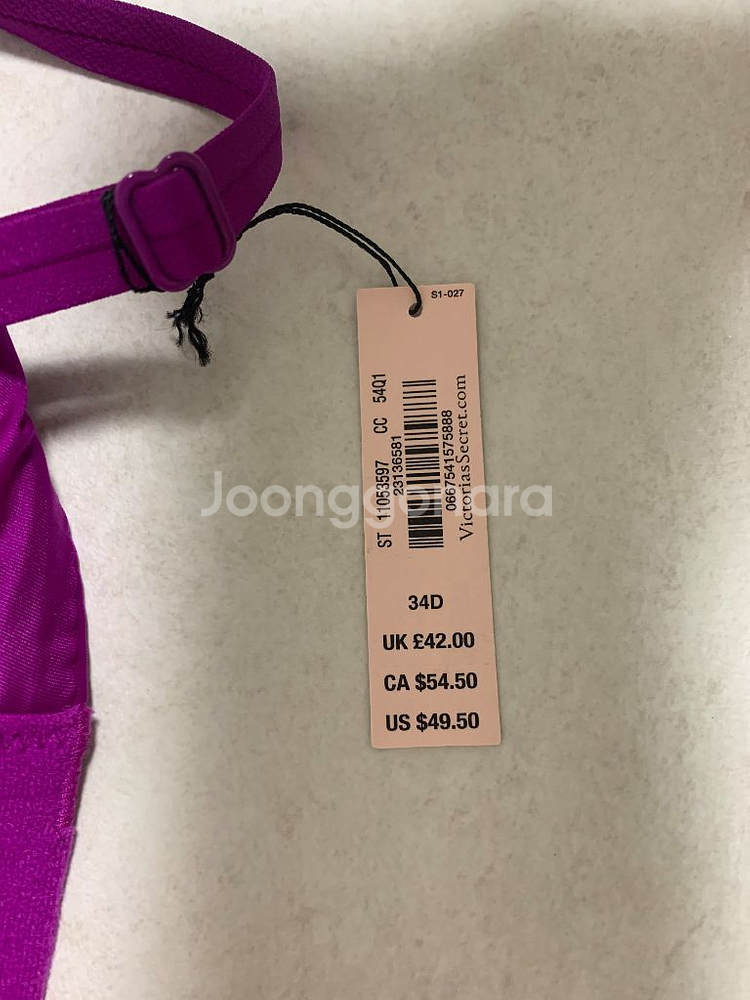 S1-027
ST 11053597 CC 54Q1
23136581
0667541575888
VictoriasSecret.com
Joonggonara
34D
UK £42.00
CA $54.50
US $49.50